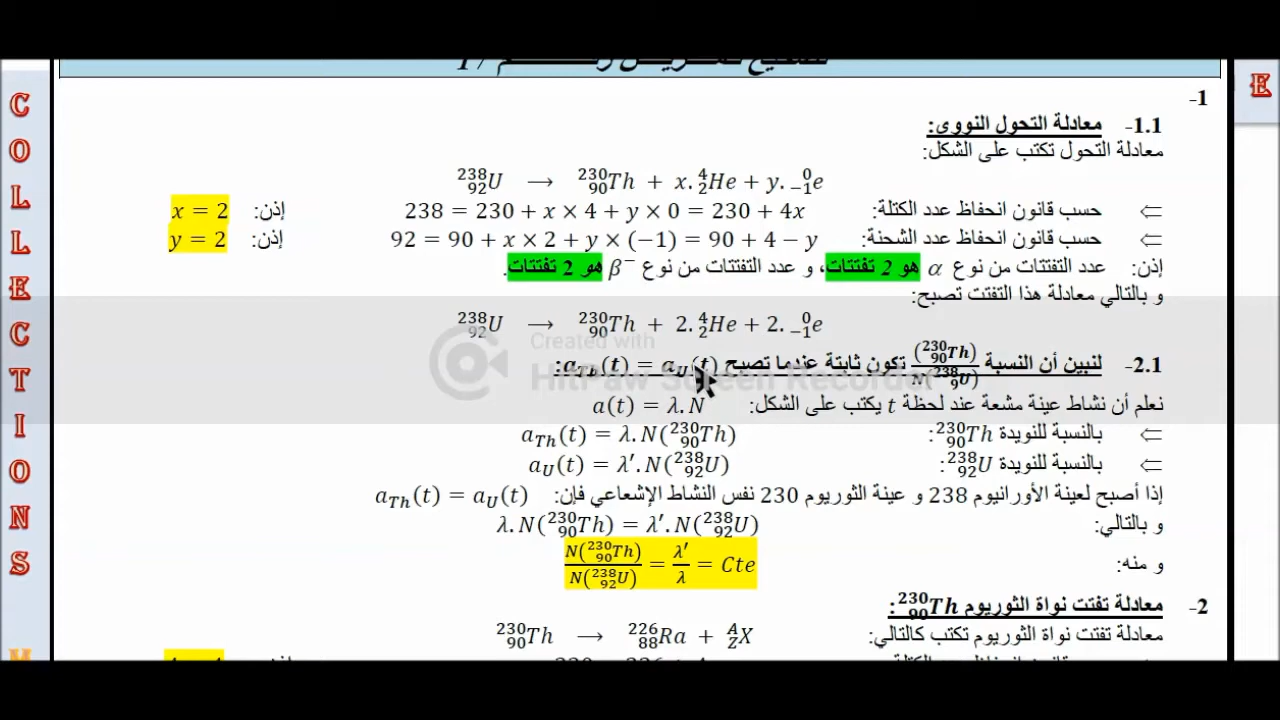 COLLECTIONS
E
-1
-1.1 معادلة التحول النووي:
معادلة التحول تكتب على الشكل:
²³⁸₉₂U → ²³⁰₉₀Th + x.⁴₂He + y.⁰₋₁e
⇐ حسب قانون انحفاظ عدد الكتلة: 238 = 230 + x × 4 + y × 0 = 230 + 4x إذن: x = 2
⇐ حسب قانون انحفاظ عدد الشحنة: 92 = 90 + x × 2 + y × (−1) = 90 + 4 − y إذن: y = 2
إذن: عدد التفتتات من نوع α هو 2 تفتتات، و عدد التفتتات من نوع β⁻ هو 2 تفتتات.
و بالتالي معادلة هذا التفتت تصبح:
²³⁸₉₂U → ²³⁰₉₀Th + 2.⁴₂He + 2.⁰₋₁e
Created with
HitPaw Screen Recorder
-2.1 لنبين أن النسبة (²³⁰₉₀Th)/N(²³⁸₉U) تكون ثابتة عندما تصبح a_Th(t) = a_U(t):
نعلم أن نشاط عينة مشعة عند لحظة t يكتب على الشكل: a(t) = λ.N
⇐ بالنسبة للنويدة ²³⁰₉₀Th: a_Th(t) = λ.N(²³⁰₉₀Th)
⇐ بالنسبة للنويدة ²³⁸₉₂U: a_U(t) = λ′.N(²³⁸₉₂U)
إذا أصبح لعينة الأورانيوم 238 و عينة الثوريوم 230 نفس النشاط الإشعاعي فإن: a_Th(t) = a_U(t)
و بالتالي: λ.N(²³⁰₉₀Th) = λ′.N(²³⁸₉₂U)
و منه: N(²³⁰₉₀Th)/N(²³⁸₉₂U) = λ′/λ = Cte
-2 معادلة تفتت نواة الثوريوم ²³⁰₉₀Th:
معادلة تفتت نواة الثوريوم تكتب كالتالي:
²³⁰₉₀Th → ²²⁶₈₈Ra + ᴬ_ZX